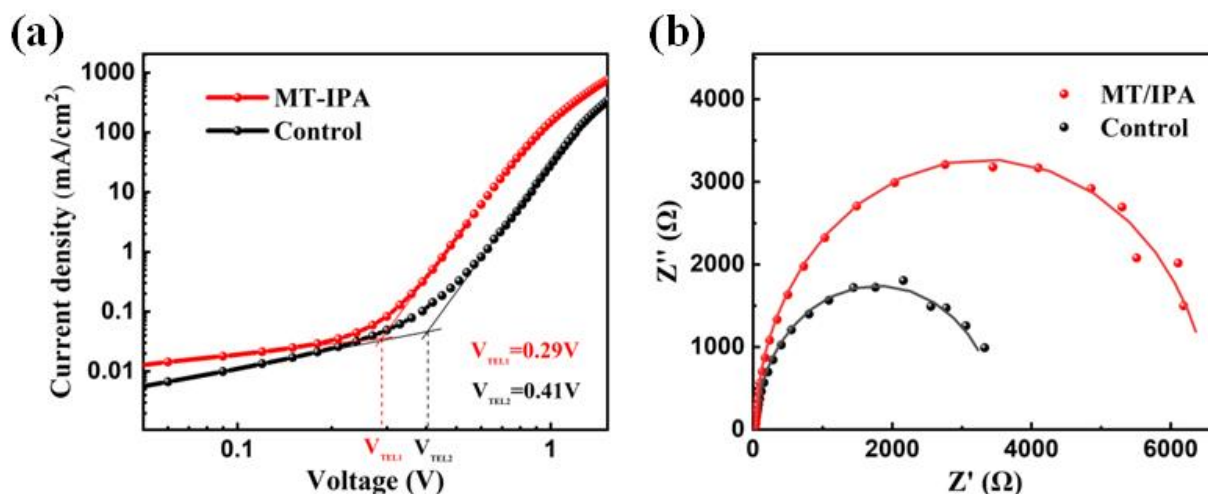 (a)
1000
100
10
1
0.1
0.01
Current density (mA/cm²)
MT-IPA
Control
V_TEL1=0.29V
V_TEL2=0.41V
0.1
V_TEL1
V_TEL2
1
Voltage (V)
(b)
4000
3000
2000
1000
0
Z'' (Ω)
MT/IPA
Control
0
2000
4000
6000
Z' (Ω)